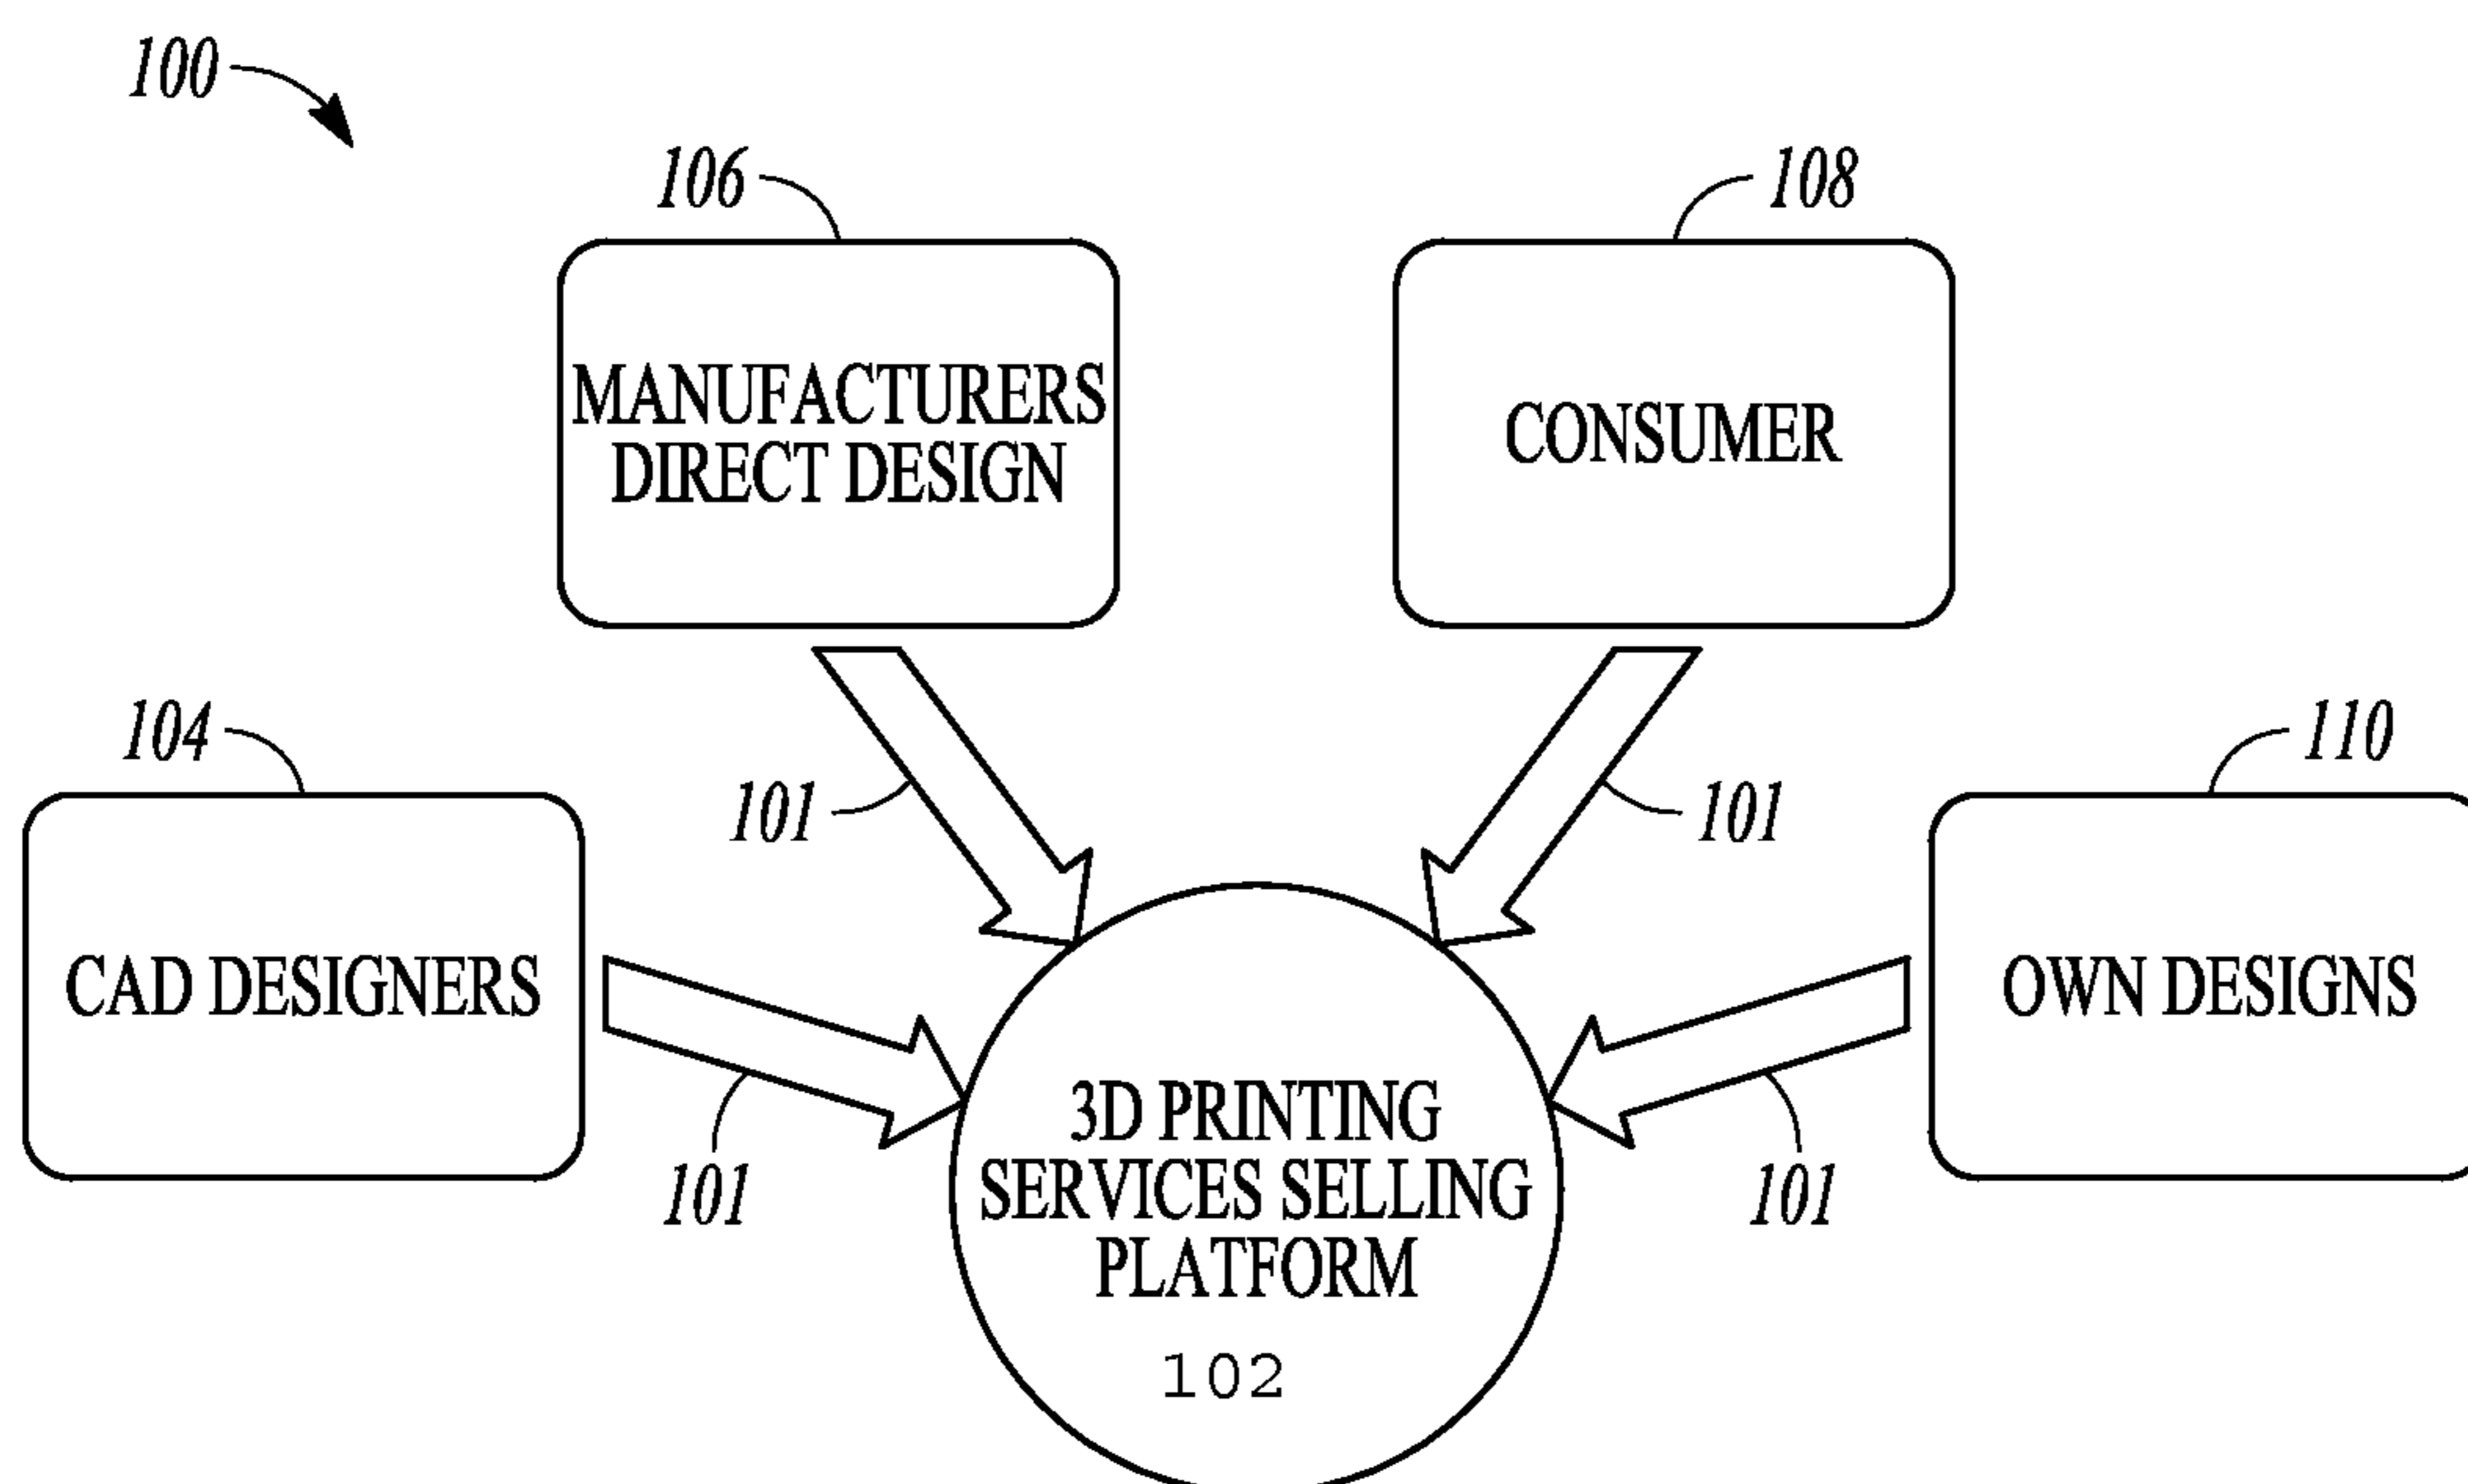 100
106
108
MANUFACTURERS
DIRECT DESIGN
CONSUMER
104
110
101
101
CAD DESIGNERS
OWN DESIGNS
3D PRINTING
SERVICES SELLING
PLATFORM
101
101
102